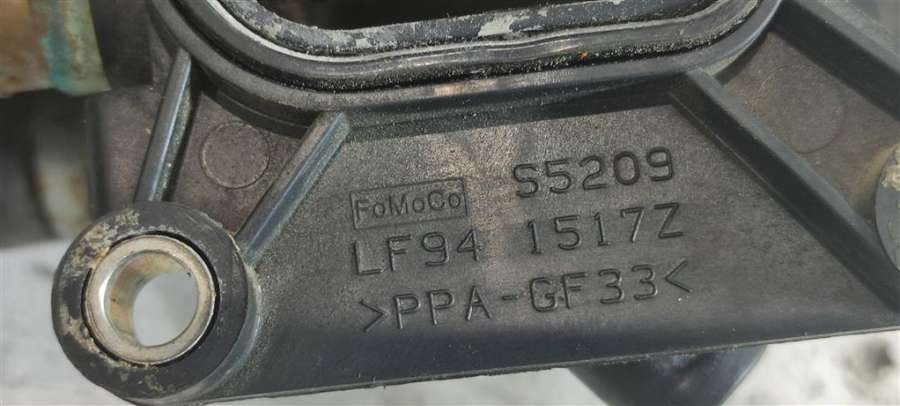 S5209
FoMoCo
LF94 1517Z
>PPA-GF33<